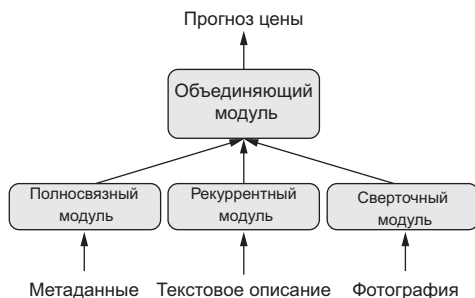 Прогноз цены
Объединяющий
модуль
Полносвязный
модуль
Рекуррентный
модуль
Сверточный
модуль
Метаданные
Текстовое описание
Фотография